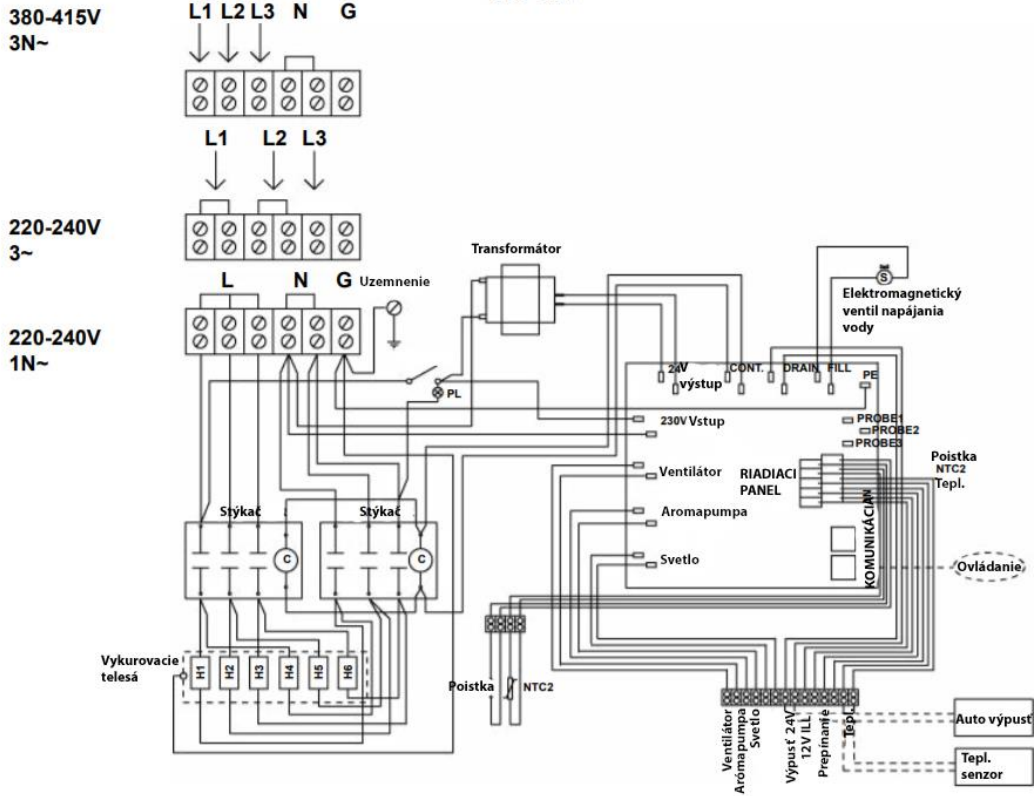 380-415V
3N~
L1 L2 L3 N G
L1 L2 L3
220-240V
3~
L N G
Uzemnenie
220-240V
1N~
Transformátor
S
Elektromagnetický
ventil napájania
vody
24V
výstup
CONT.
DRAIN
FILL
PE
PL
230V Vstup
PROBE1
PROBE2
PROBE3
Ventilátor
RIADIACI
PANEL
Poistka
NTC2
Tepl.
Aromapumpa
Svetlo
KOMUNIKÁCIAN
Ovládanie
Stýkač
Stýkač
C
C
Vykurovacie
telesá
H1
H2
H3
H4
H5
H6
Poistka
NTC2
Ventilátor
Arómapumpa
Svetlo
Výpusť 24V
12V ILL
Prepínanie
Tepl.
Auto výpusť
Tepl.
senzor